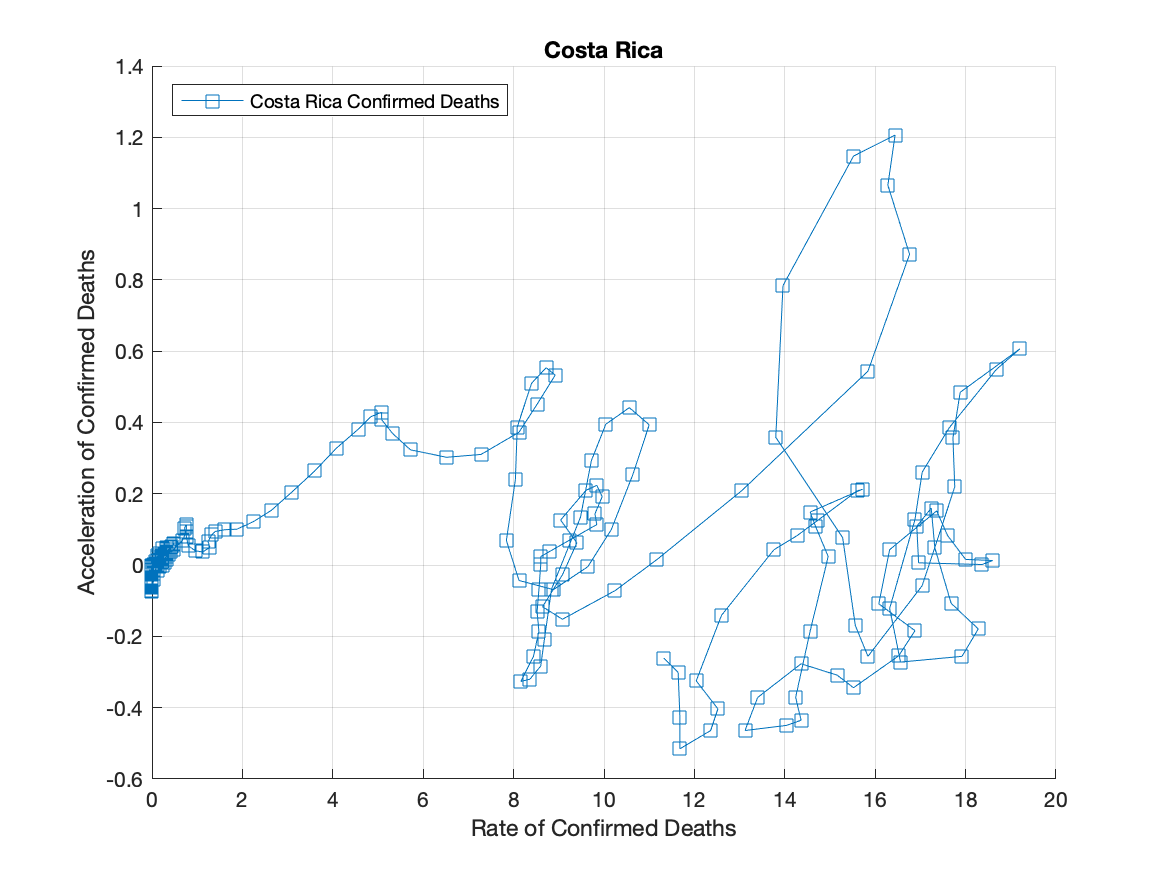 Costa Rica
1.4
Costa Rica Confirmed Deaths
1.2
1
0.8
0.6
0.4
0.2
0
-0.2
-0.4
-0.6
Acceleration of Confirmed Deaths
0 2 4 6 8 10 12 14 16 18 20
Rate of Confirmed Deaths